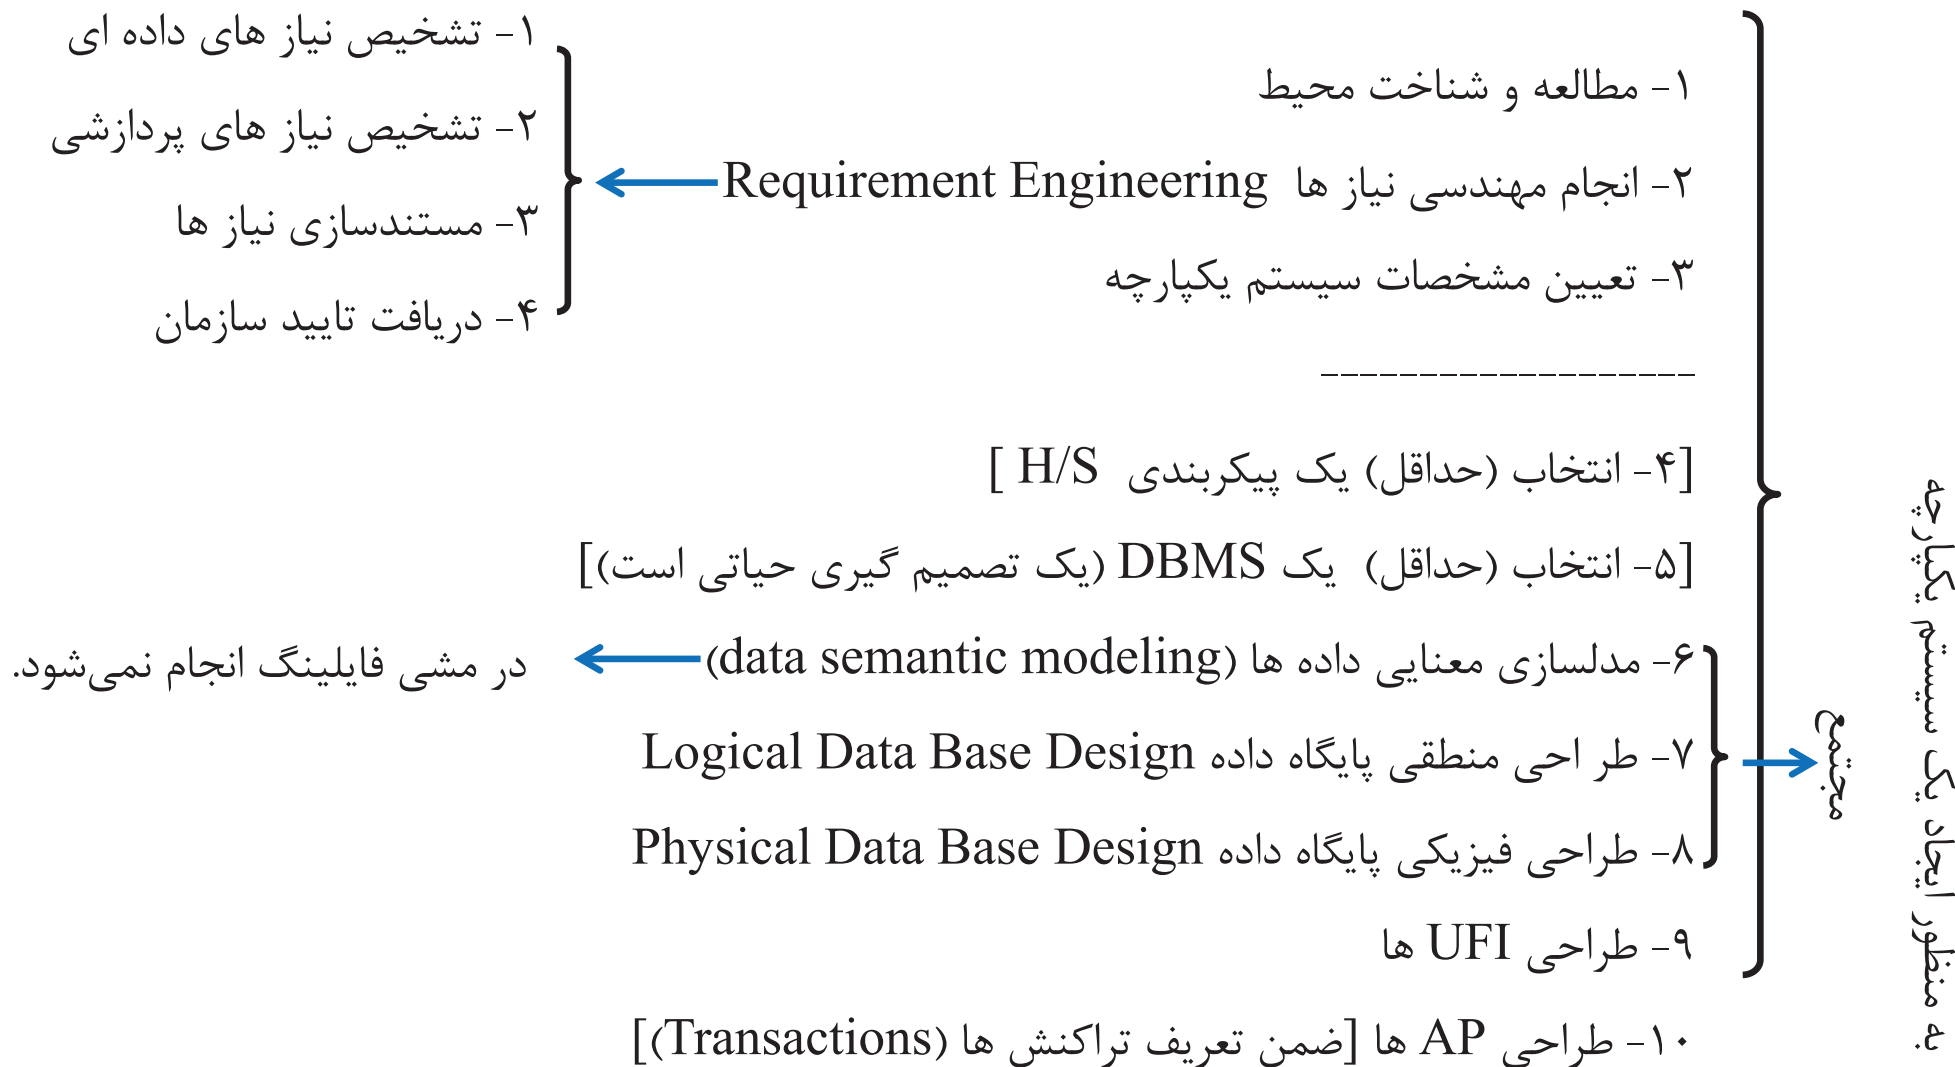 به منظور ایجاد یک سیستم یکپارچه
مجتمع
۱- مطالعه و شناخت محیط
۲- انجام مهندسی نیاز ها Requirement Engineering
۳- تعیین مشخصات سیستم یکپارچه
-------------------
[۴- انتخاب (حداقل) یک پیکربندی H/S ]
[۵- انتخاب (حداقل) یک DBMS (یک تصمیم گیری حیاتی است)]
۶- مدلسازی معنایی داده ها (data semantic modeling)
۷- طر احی منطقی پایگاه داده Logical Data Base Design
۸- طراحی فیزیکی پایگاه داده Physical Data Base Design
۹- طراحی UFI ها
۱۰- طراحی AP ها [ضمن تعریف تراکنش ها (Transactions)]
۱- تشخیص نیاز های داده ای
۲- تشخیص نیاز های پردازشی
۳- مستندسازی نیاز ها
۴- دریافت تایید سازمان
در مشی فایلینگ انجام نمی‌شود.